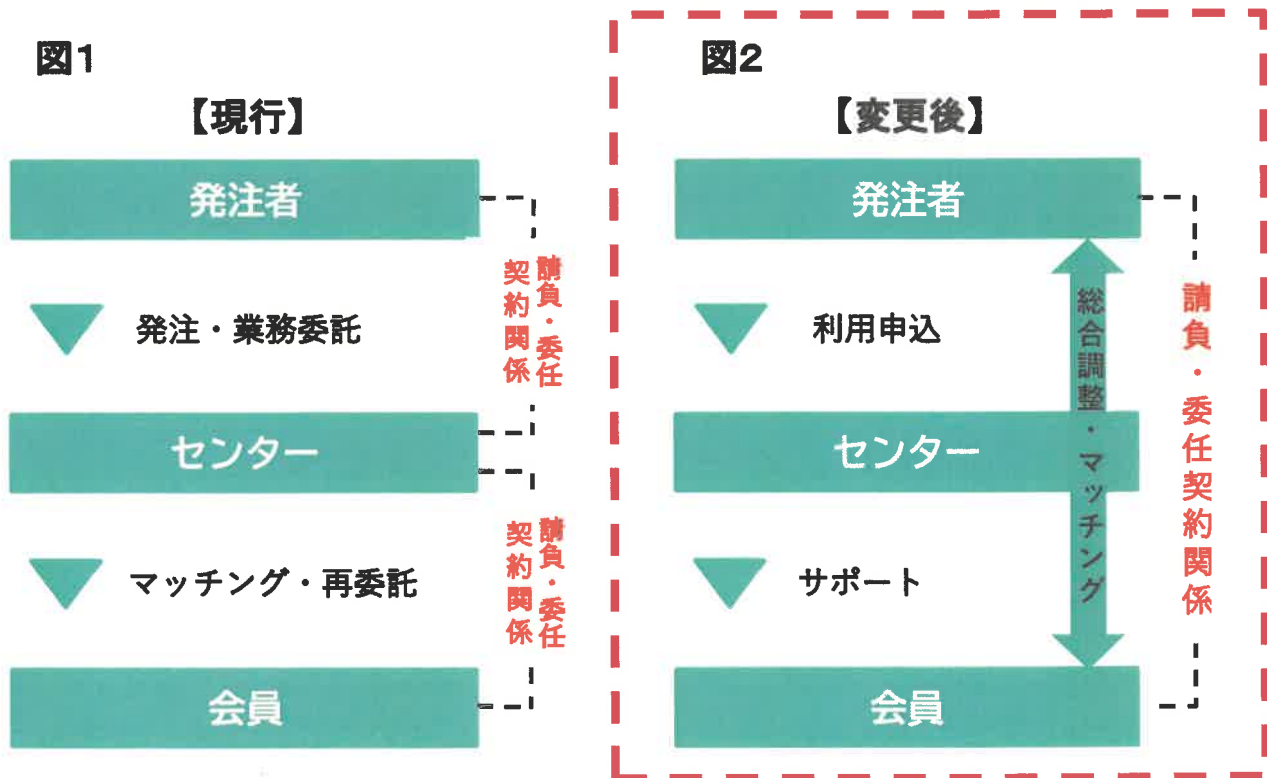 図1
【現行】
発注者
発注・業務委託
請負・委任
契約関係
センター
マッチング・再委託
請負・委任
契約関係
会員
図2
【変更後】
発注者
利用申込
総合調整・マッチング
請負・委任契約関係
センター
サポート
会員